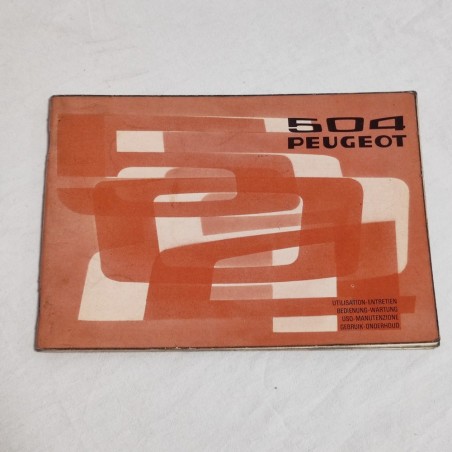 504
PEUGEOT
UTILISATION-ENTRETIEN
BEDIENUNG-WARTUNG
USO-MANUTENZIONE
GEBRUIK-ONDERHOUD